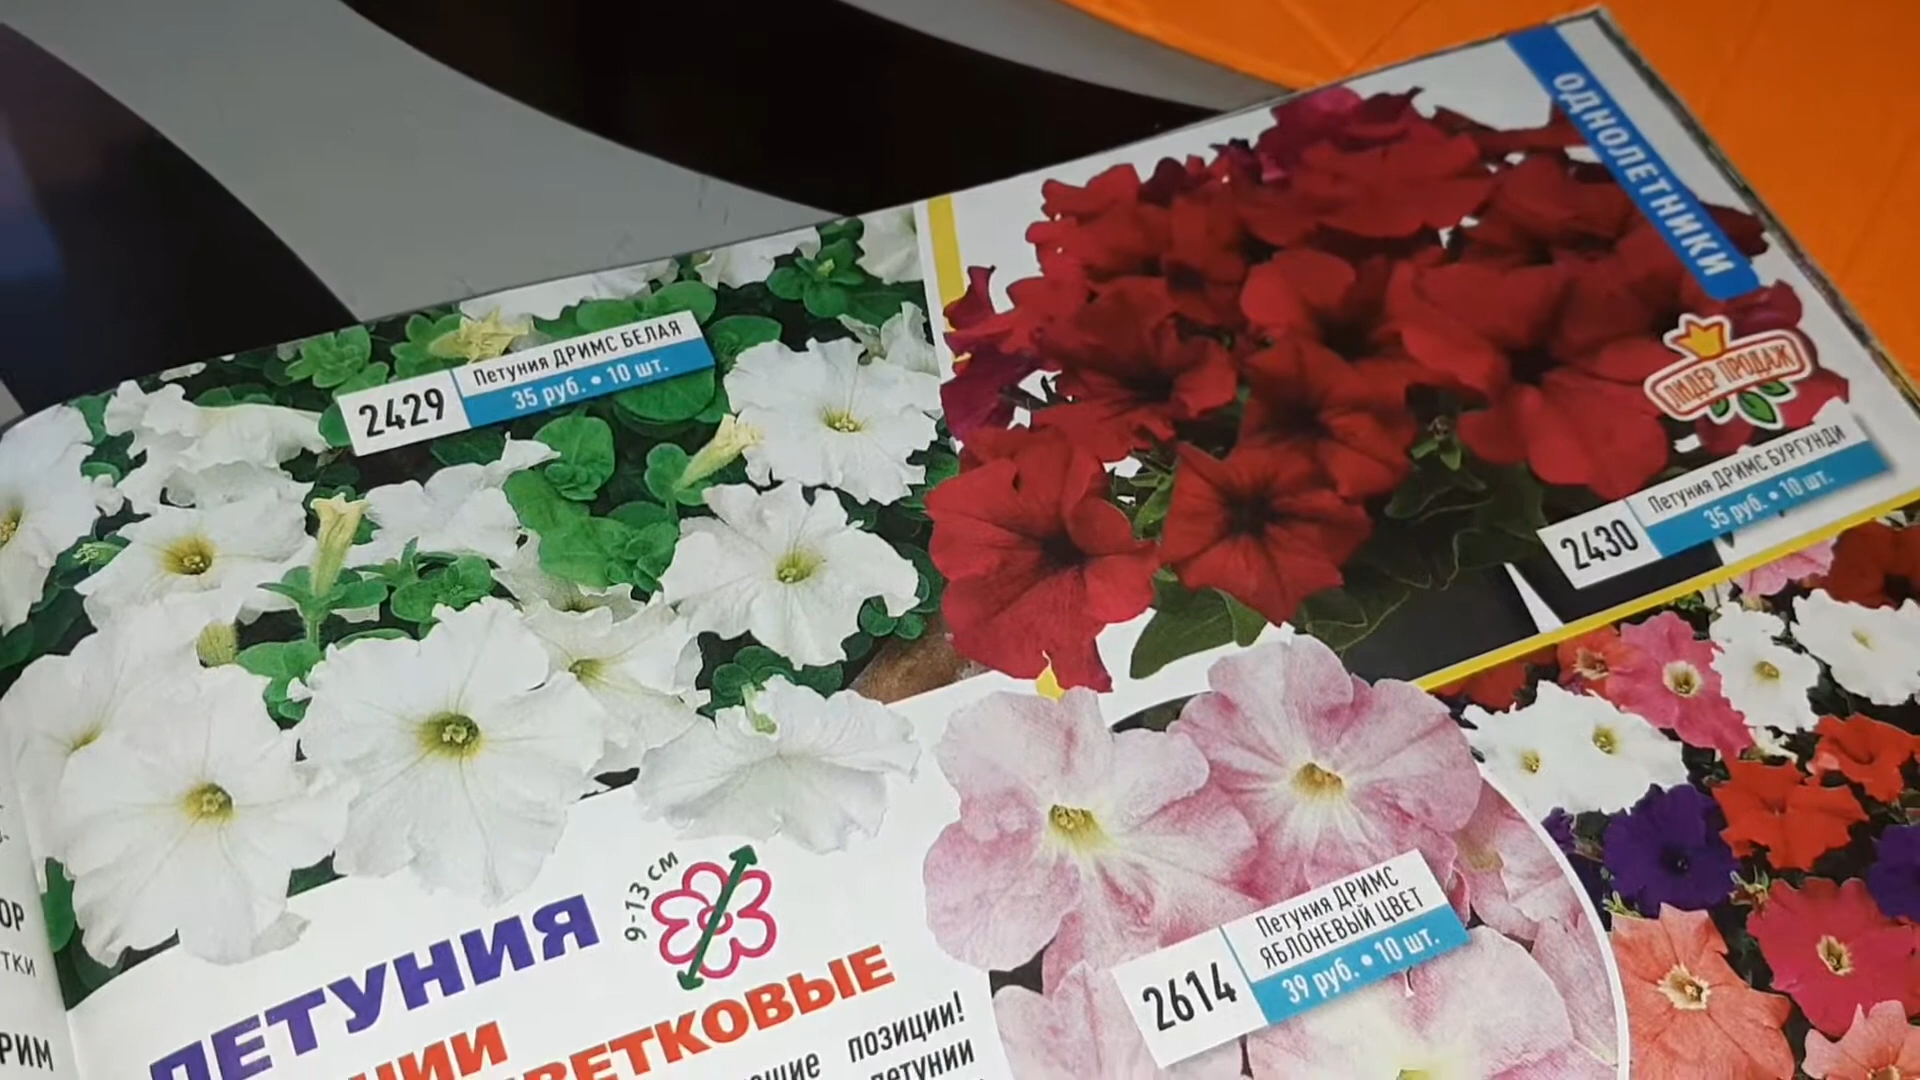 ОДНОЛЕТНИКИ
2429
Петуния ДРИМС БЕЛАЯ
35 руб. • 10 шт.
ЛИДЕР ПРОДАЖ
2430
Петуния ДРИМС БУРГУНДИ
35 руб. • 10 шт.
9-13 см
ПЕТУНИЯ
2614
Петуния ДРИМС
ЯБЛОНЕВЫЙ ЦВЕТ
39 руб. • 10 шт.
позиции!
петунии